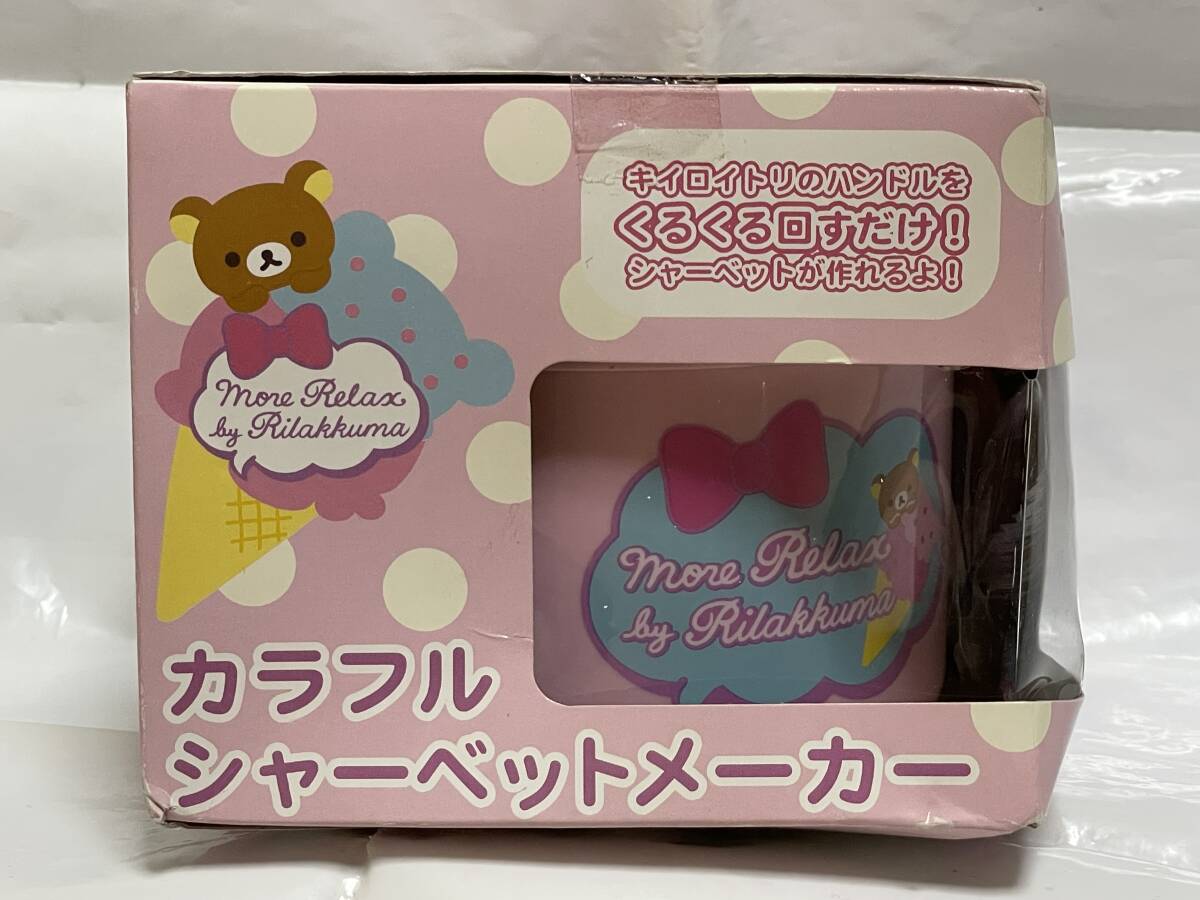 キイロイトリのハンドルを
くるくる回すだけ!
シャーベットが作れるよ!
More Relax
by Rilakkuma
More Relax
by Rilakkuma
カラフル
シャーベットメーカー